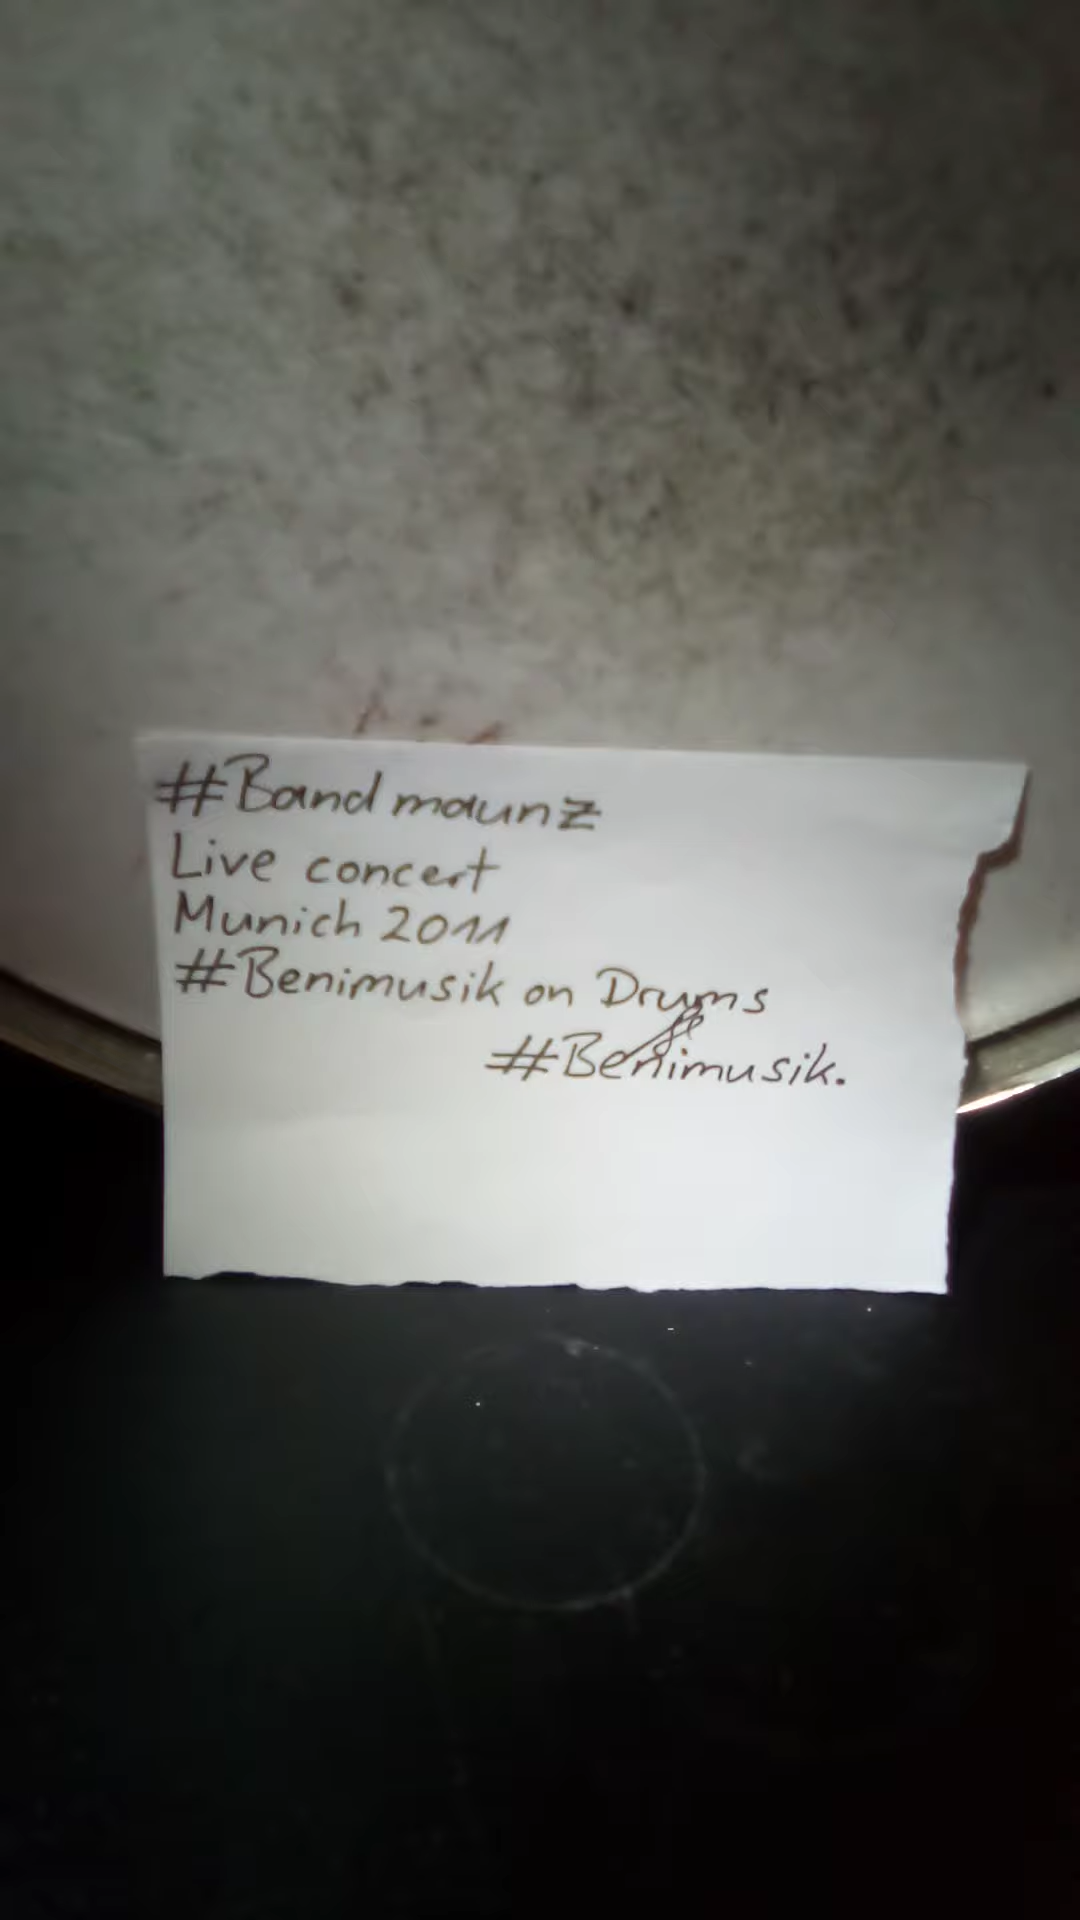 #Bandmaunz
Live concert
Munich 2011
#Benimusik on Drums
#Benimusik.